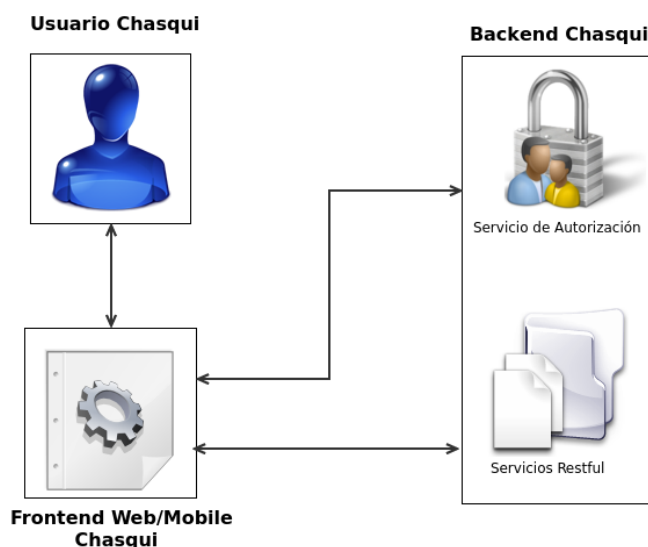 Usuario Chasqui
Backend Chasqui
Servicio de Autorización
Servicios Restful
Frontend Web/Mobile
Chasqui